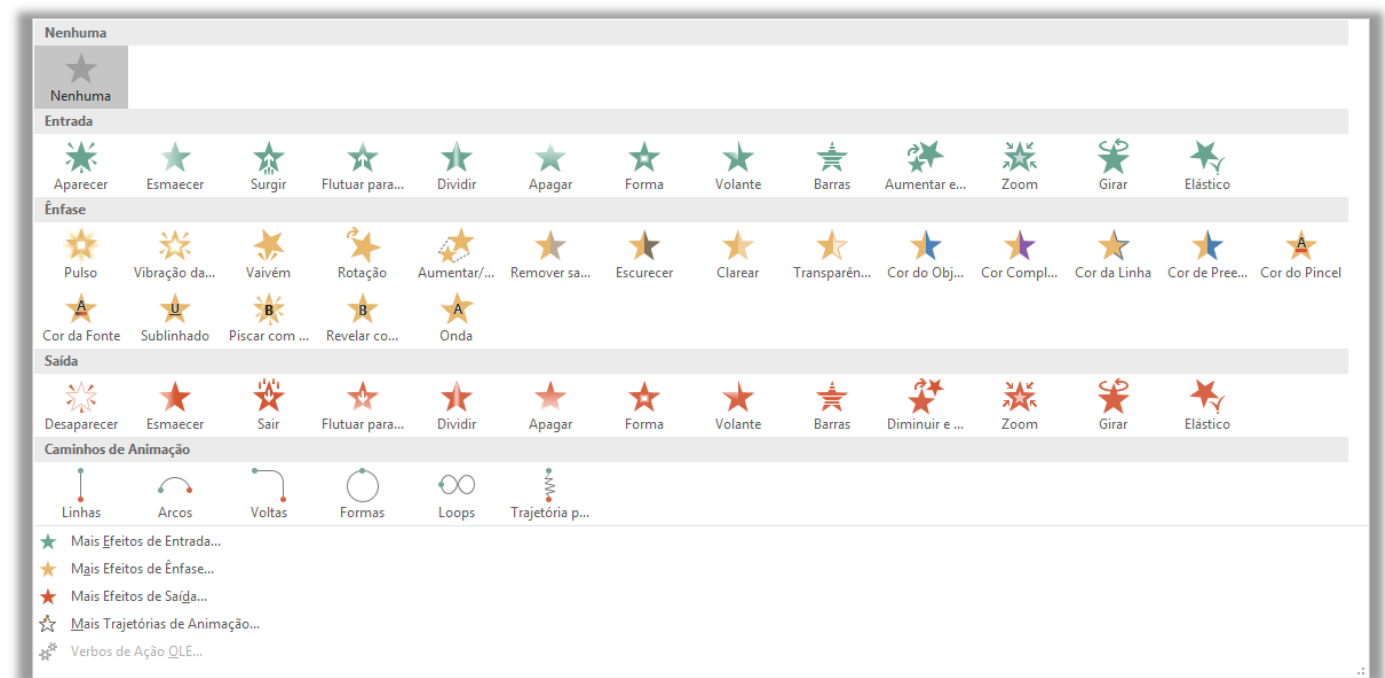 Nenhuma
Nenhuma
Entrada
Aparecer Esmaecer Surgir Flutuar para... Dividir Apagar Forma Volante Barras Aumentar e... Zoom Girar Elástico
Ênfase
Pulso Vibração da... Vaivém Rotação Aumentar/... Remover sa... Escurecer Clarear Transparên... Cor do Obj... Cor Compl... Cor da Linha Cor de Pree... Cor do Pincel
Cor da Fonte Sublinhado Piscar com ... Revelar co... Onda
Saída
Desaparecer Esmaecer Sair Flutuar para... Dividir Apagar Forma Volante Barras Diminuir e ... Zoom Girar Elástico
Caminhos de Animação
Linhas Arcos Voltas Formas Loops Trajetória p...
Mais Efeitos de Entrada...
Mais Efeitos de Ênfase...
Mais Efeitos de Saída...
Mais Trajetórias de Animação...
Verbos de Ação OLE...